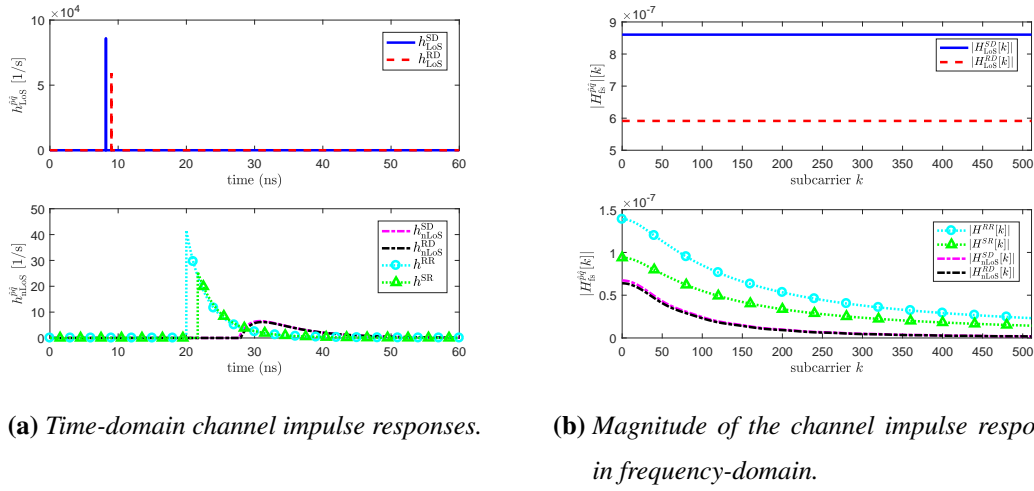 ×10⁴
10
5
0
h_LoS^{p̄q̄} [1/s]
h_LoS^SD
h_LoS^RD
0 10 20 30 40 50 60
time (ns)
50
40
30
20
10
0
h_nLoS^{p̄q̄} [1/s]
h_nLoS^SD
h_nLoS^RD
h^RR
h^SR
0 10 20 30 40 50 60
time (ns)
×10⁻⁷
9
8
7
6
5
|H_fs^{p̄q̄}|[k]
|H_LoS^SD[k]|
|H_LoS^RD[k]|
0 50 100 150 200 250 300 350 400 450 500
subcarrier k
×10⁻⁷
1.5
1
0.5
0
|H_fs^{p̄q̄}[k]|
|H^RR[k]|
|H^SR[k]|
|H_nLoS^SD[k]|
|H_nLoS^RD[k]|
0 50 100 150 200 250 300 350 400 450 500
subcarrier k
(a) Time-domain channel impulse responses.
(b) Magnitude of the channel impulse respo
in frequency-domain.